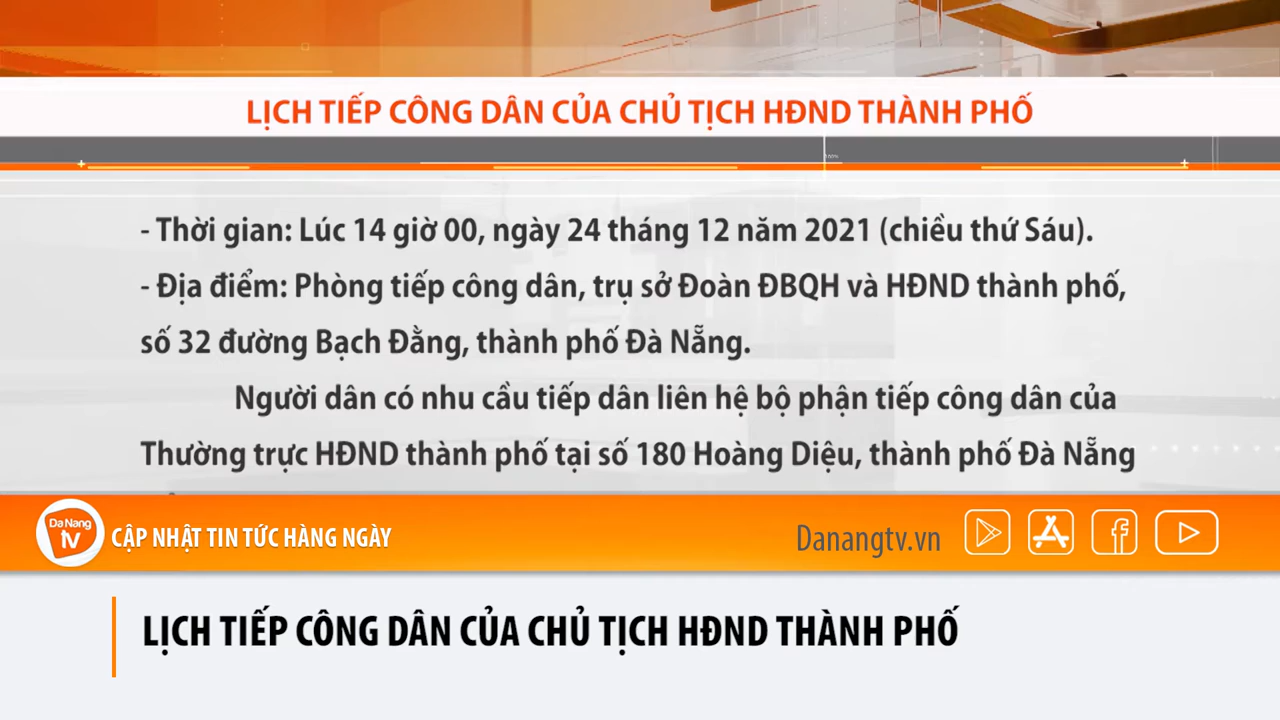 LỊCH TIẾP CÔNG DÂN CỦA CHỦ TỊCH HĐND THÀNH PHỐ
100%
- Thời gian: Lúc 14 giờ 00, ngày 24 tháng 12 năm 2021 (chiều thứ Sáu).
- Địa điểm: Phòng tiếp công dân, trụ sở Đoàn ĐBQH và HĐND thành phố,
số 32 đường Bạch Đằng, thành phố Đà Nẵng.
Người dân có nhu cầu tiếp dân liên hệ bộ phận tiếp công dân của
Thường trực HĐND thành phố tại số 180 Hoàng Diệu, thành phố Đà Nẵng
Da Nang
tv
CẬP NHẬT TIN TỨC HÀNG NGÀY
Danangtv.vn
LỊCH TIẾP CÔNG DÂN CỦA CHỦ TỊCH HĐND THÀNH PHỐ